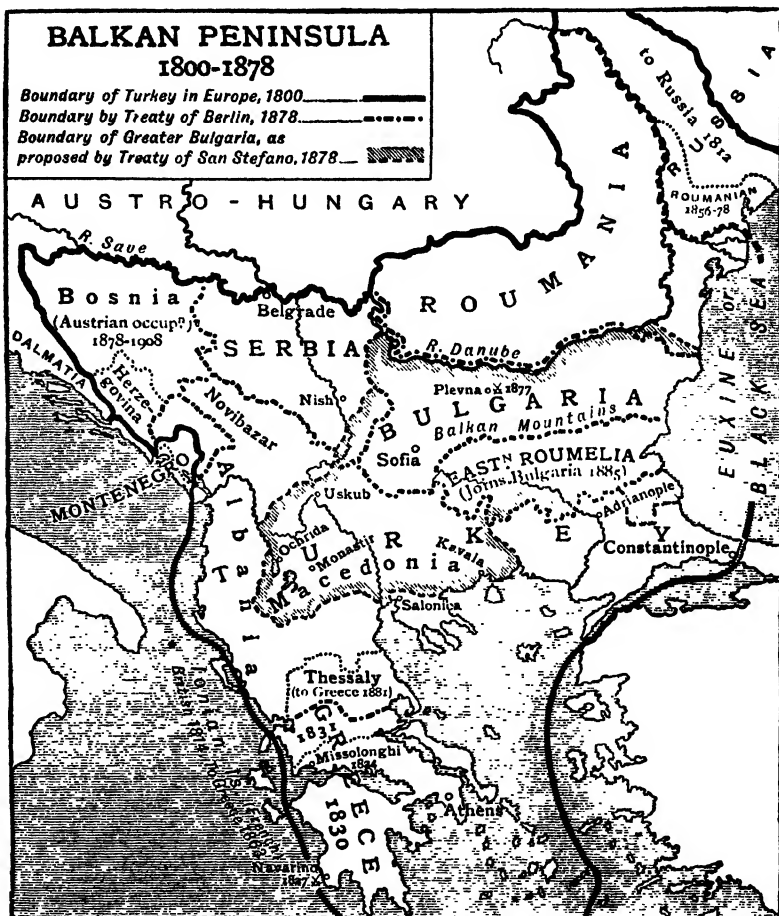 BALKAN PENINSULA
1800-1878
Boundary of Turkey in Europe, 1800
Boundary by Treaty of Berlin, 1878
Boundary of Greater Bulgaria, as
proposed by Treaty of San Stefano, 1878
to Russia 1812
RUSSIA
ROUMANIAN
1856-78
AUSTRO-HUNGARY
R. Save
ROUMANIA
Bosnia
(Austrian occupn)
1878-1908
Belgrade
SERBIA
R. Danube
EUXINE or
BLACK SEA
DALMATIA
Herze-
govina
Novibazar
Nish
Plevna 1877
BULGARIA
Balkan Mountains
Sofia
EASTN ROUMELIA
(Joins Bulgaria 1885)
MONTENEGRO
Uskub
Adrianople
Constantinople
TURKEY
Albania
Ochrida
Monastir
Macedonia
Kavala
Salonica
Thessaly
(to Greece 1881)
1831
Missolonghi
1824
GREECE
1830
Athens
Ionian Is.
Navarino
1827